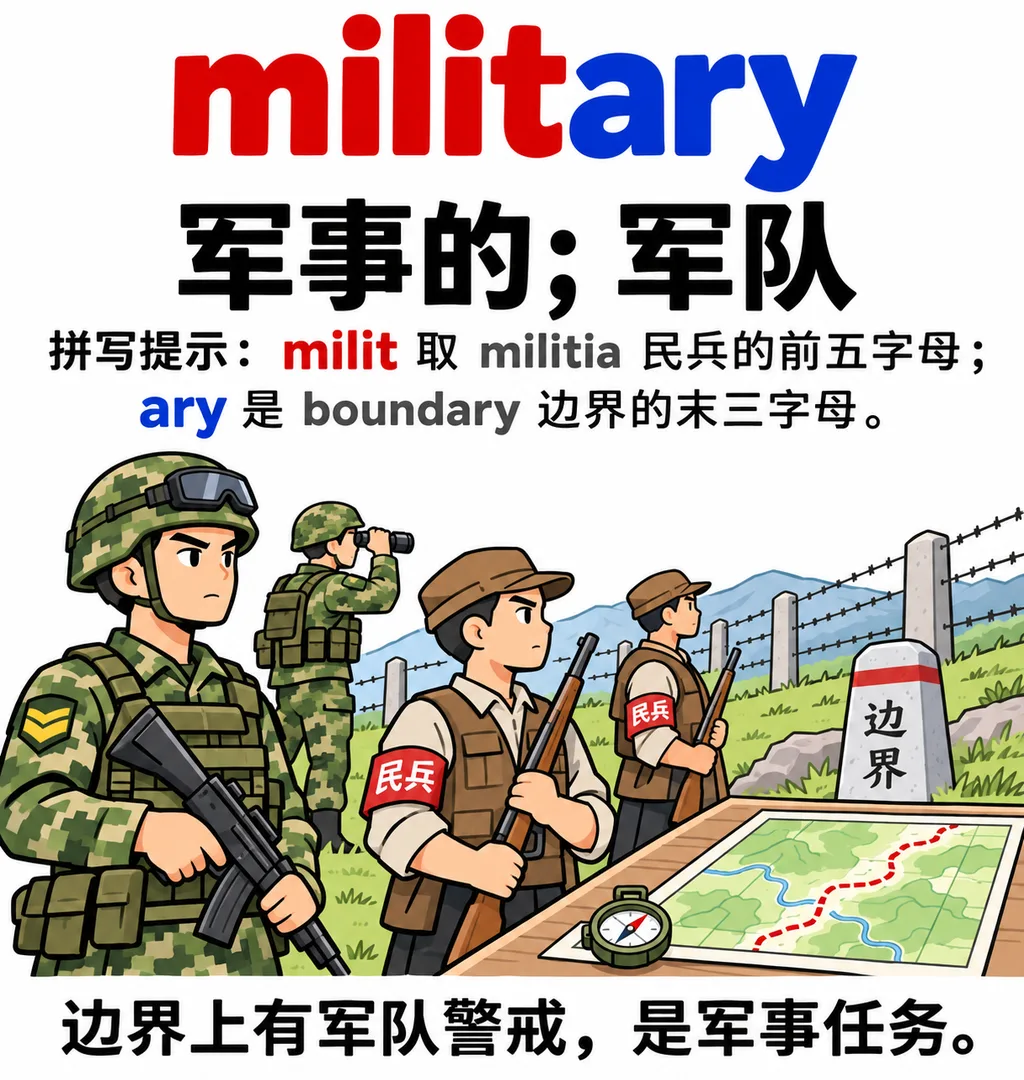 military
军事的；军队
拼写提示：milit 取 militia 民兵的前五字母；
ary 是 boundary 边界的末三字母。
民兵
民兵
边界
边界上有军队警戒，是军事任务。